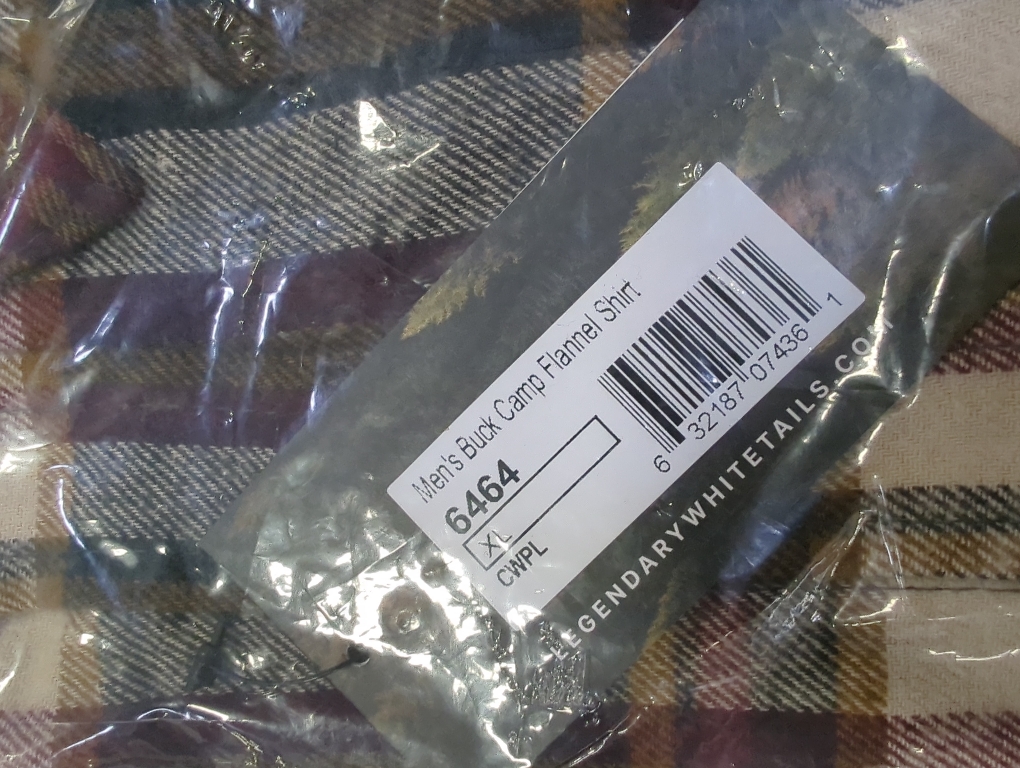 Men's Buck Camp Flannel Shirt
6464
XL
CWPL
6 32187 07436 1
LEGENDARYWHITETAILS.COM